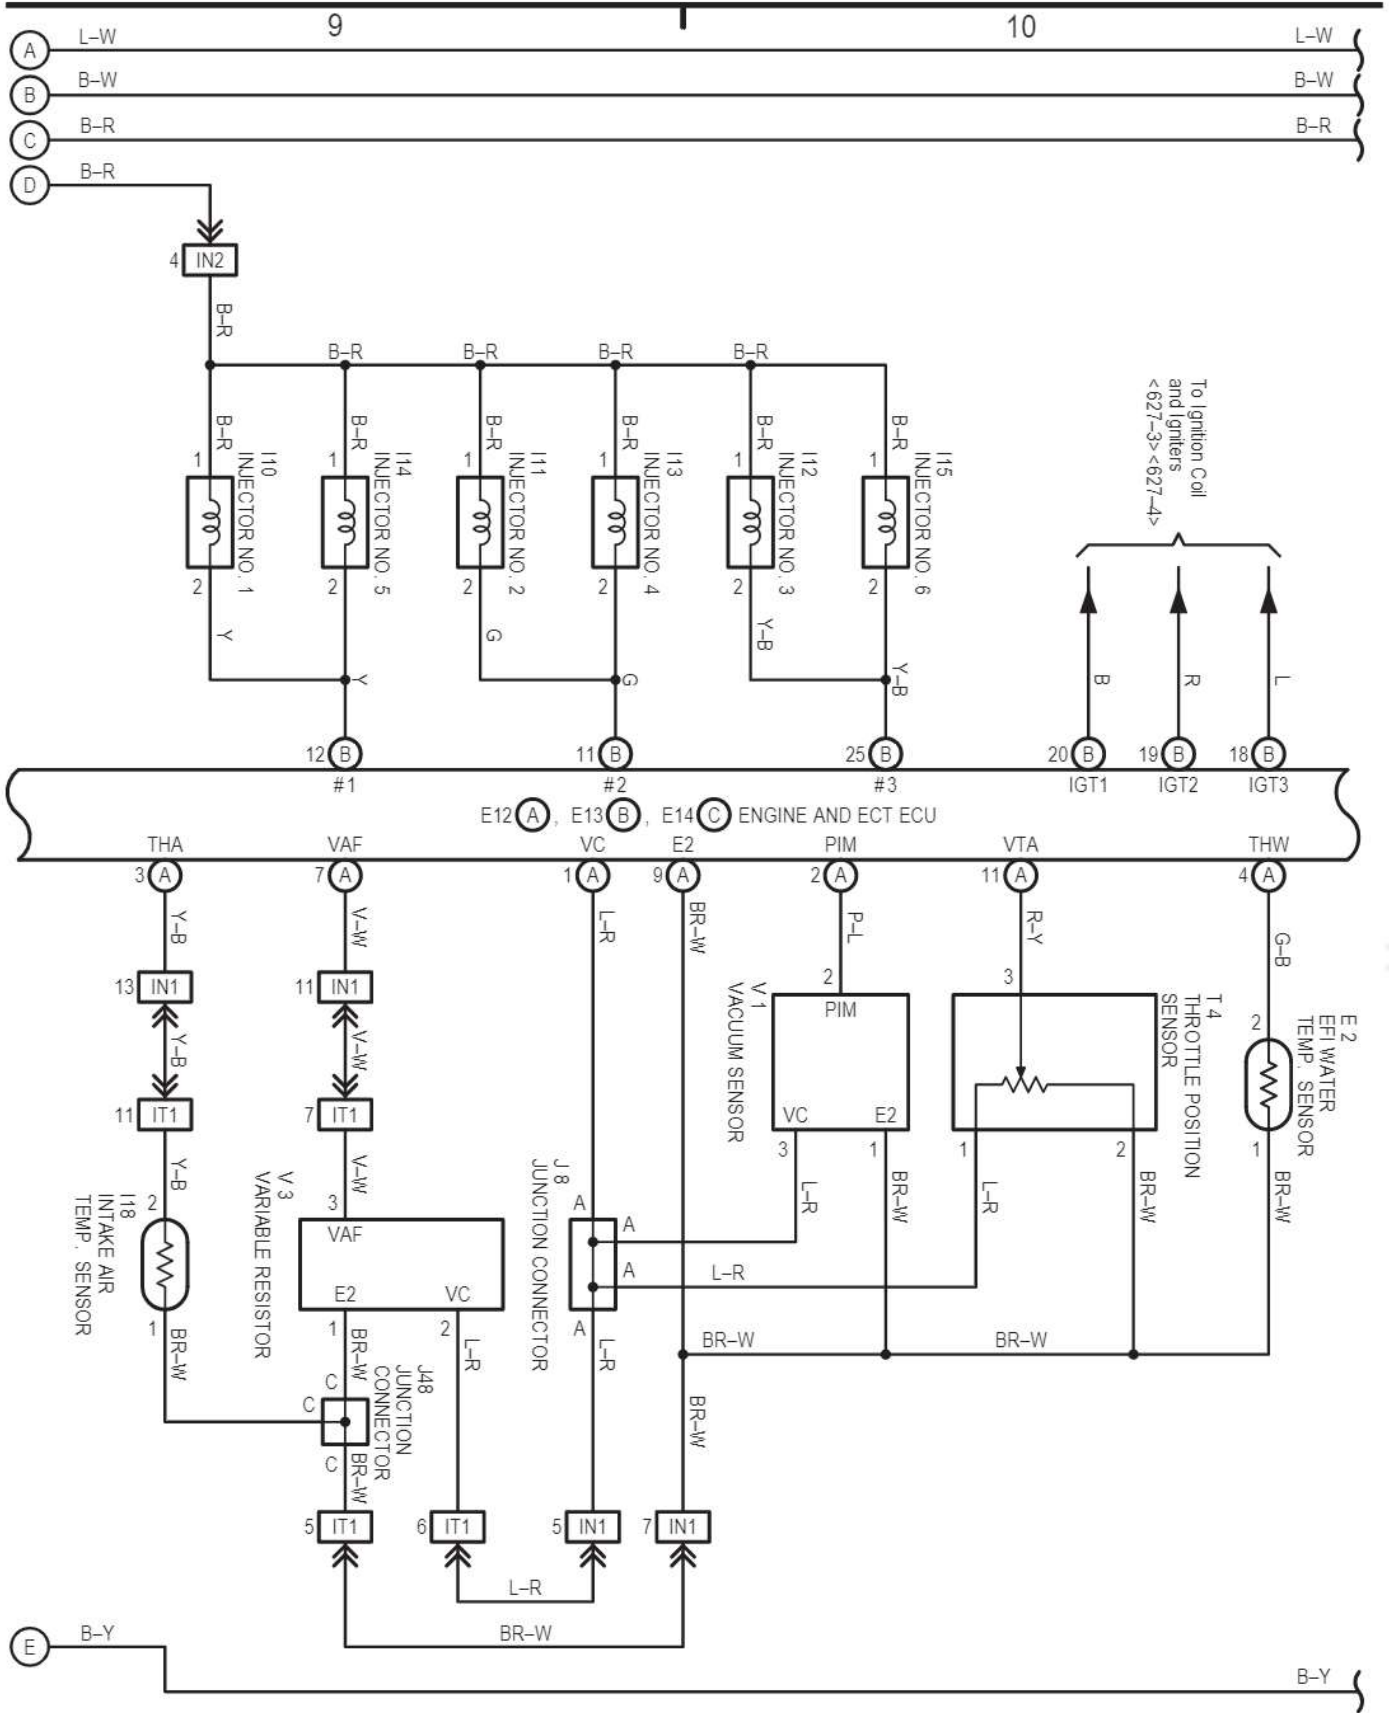 9 10
A L–W L–W
B B–W B–W
C B–R B–R
D B–R
4 IN2
B–R
B–R B–R B–R B–R
B–R B–R B–R B–R B–R B–R
1 1 1 1 1 1
I10
INJECTOR NO. 1
I14
INJECTOR NO. 5
I11
INJECTOR NO. 2
I13
INJECTOR NO. 4
I12
INJECTOR NO. 3
I15
INJECTOR NO. 6
To Ignition Coil
and Igniters
<627–3> <627–4>
2 2 2 2 2 2
Y G Y–B
Y G Y–B B R L
12 B 11 B 25 B 20 B 19 B 18 B
#1 #2 #3 IGT1 IGT2 IGT3
E12 A , E13 B , E14 C ENGINE AND ECT ECU
THA VAF VC E2 PIM VTA THW
3 A 7 A 1 A 9 A 2 A 11 A 4 A
Y–B V–W L–R BR–W P–L R–Y G–B
13 IN1 11 IN1
2 3 2
PIM
V 1
VACUUM SENSOR
T 4
THROTTLE POSITION
SENSOR
E 2
EFI WATER
TEMP. SENSOR
Y–B V–W
11 IT1 7 IT1
VC E2
3 1 1 2 1
Y–B V–W L–R BR–W L–R BR–W BR–W
I18
INTAKE AIR
TEMP. SENSOR
2
V 3
VARIABLE RESISTOR
3
J 8
JUNCTION CONNECTOR
A A
VAF
A L–R
E2 VC
1 1 2 A
BR–W BR–W L–R L–R BR–W BR–W
J48
JUNCTION
CONNECTOR
C
C
C
BR–W BR–W
5 IT1 6 IT1 5 IN1 7 IN1
L–R
BR–W
E B–Y
B–Y